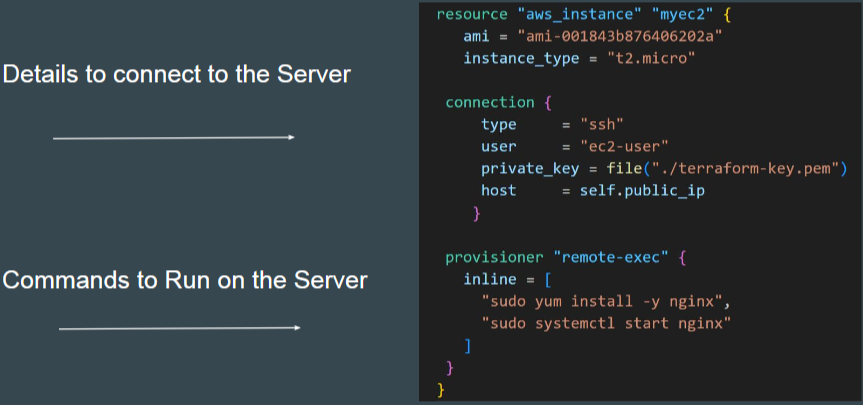 Details to connect to the Server
Commands to Run on the Server
resource "aws_instance" "myec2" {
   ami = "ami-001843b876406202a"
   instance_type = "t2.micro"

 connection {
     type     = "ssh"
     user     = "ec2-user"
     private_key = file("./terraform-key.pem")
     host     = self.public_ip
    }

 provisioner "remote-exec" {
   inline = [
     "sudo yum install -y nginx",
     "sudo systemctl start nginx"
   ]
 }
}